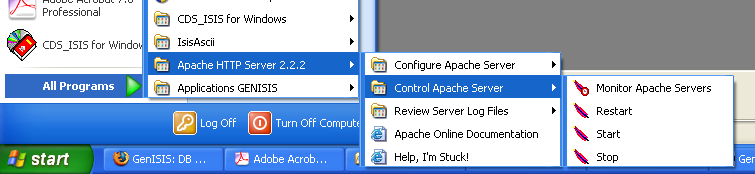 Adobe Acrobat 7.0
Professional
CDS_ISIS for Window
All Programs
CDS_ISIS for Windows
IsisAscii
Apache HTTP Server 2.2.2
Applications GENISIS
Configure Apache Server
Control Apache Server
Review Server Log Files
Apache Online Documentation
Help, I'm Stuck!
Monitor Apache Servers
Restart
Start
Stop
Log Off
Turn Off Compute
start
GenISIS: DB ...
Adobe Acrob...
Gen